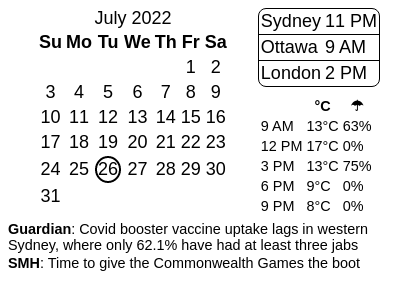 July 2022
Su Mo Tu We Th Fr Sa
1 2
3 4 5 6 7 8 9
10 11 12 13 14 15 16
17 18 19 20 21 22 23
24 25 26 27 28 29 30
31
Sydney 11 PM
Ottawa 9 AM
London 2 PM
°C ☂
9 AM 13°C 63%
12 PM 17°C 0%
3 PM 13°C 75%
6 PM 9°C 0%
9 PM 8°C 0%
Guardian: Covid booster vaccine uptake lags in western
Sydney, where only 62.1% have had at least three jabs
SMH: Time to give the Commonwealth Games the boot